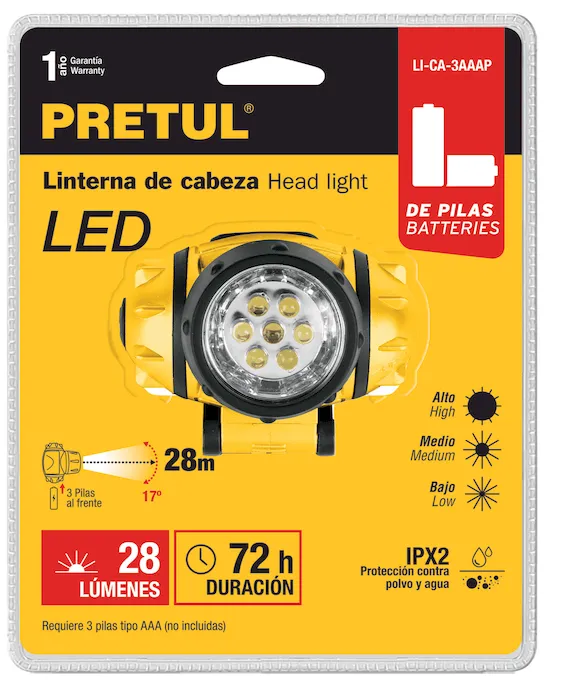 1 año Garantía
Warranty
LI-CA-3AAAP
PRETUL®
Linterna de cabeza Head light
LED
DE PILAS
BATTERIES
Alto
High
Medio
Medium
Bajo
Low
28m
17°
3 Pilas
al frente
28
LÚMENES
72 h
DURACIÓN
IPX2
Protección contra
polvo y agua
Requiere 3 pilas tipo AAA (no incluidas)